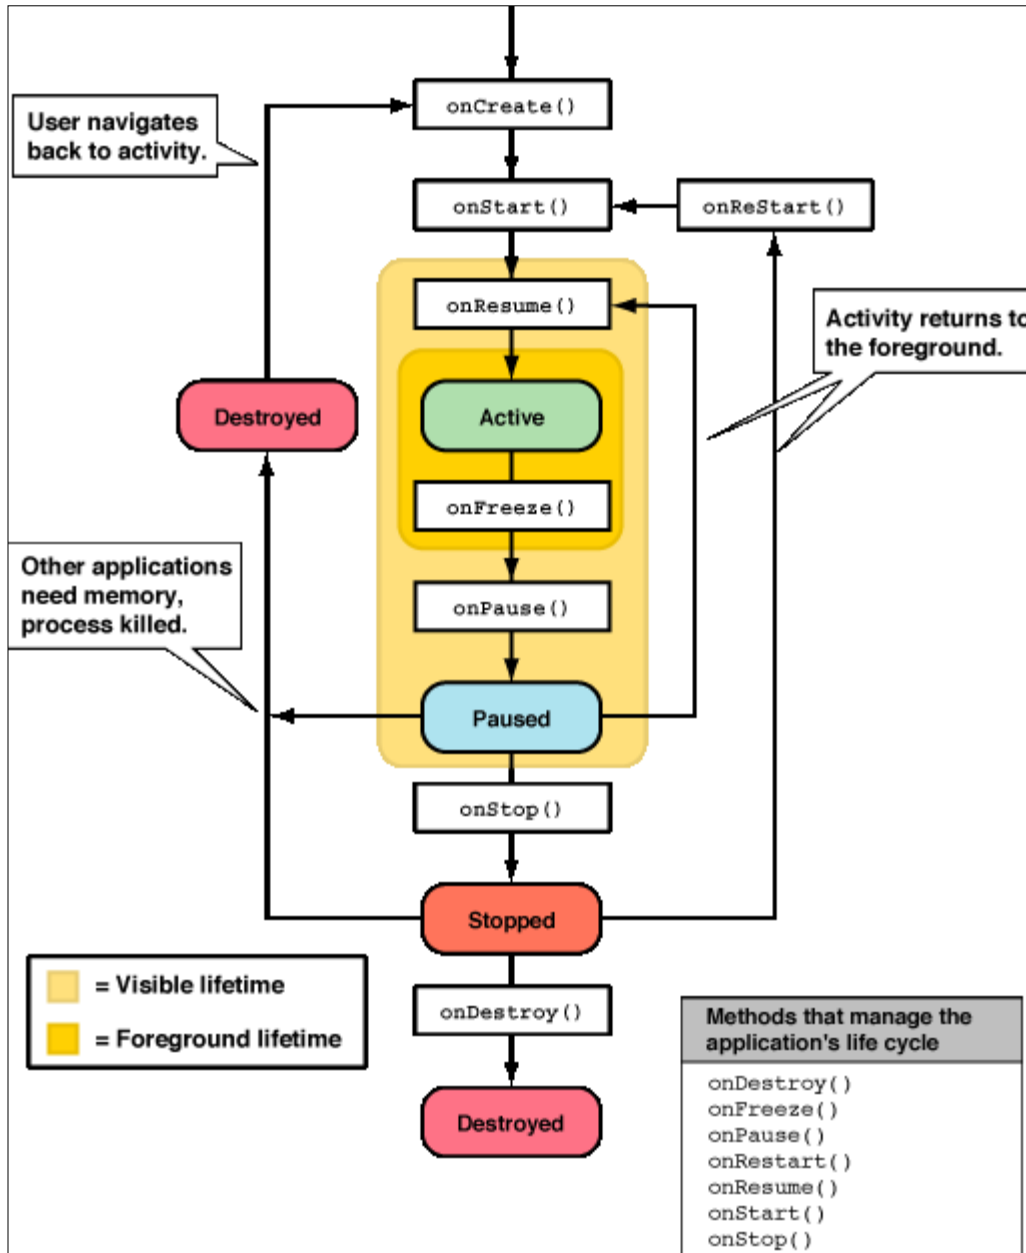 onCreate()
User navigates
back to activity.
onStart()
onReStart()
onResume()
Activity returns to
the foreground.
Active
Destroyed
onFreeze()
Other applications
need memory,
process killed.
onPause()
Paused
onStop()
Stopped
= Visible lifetime
= Foreground lifetime
onDestroy()
Destroyed
Methods that manage the
application's life cycle
onDestroy()
onFreeze()
onPause()
onRestart()
onResume()
onStart()
onStop()